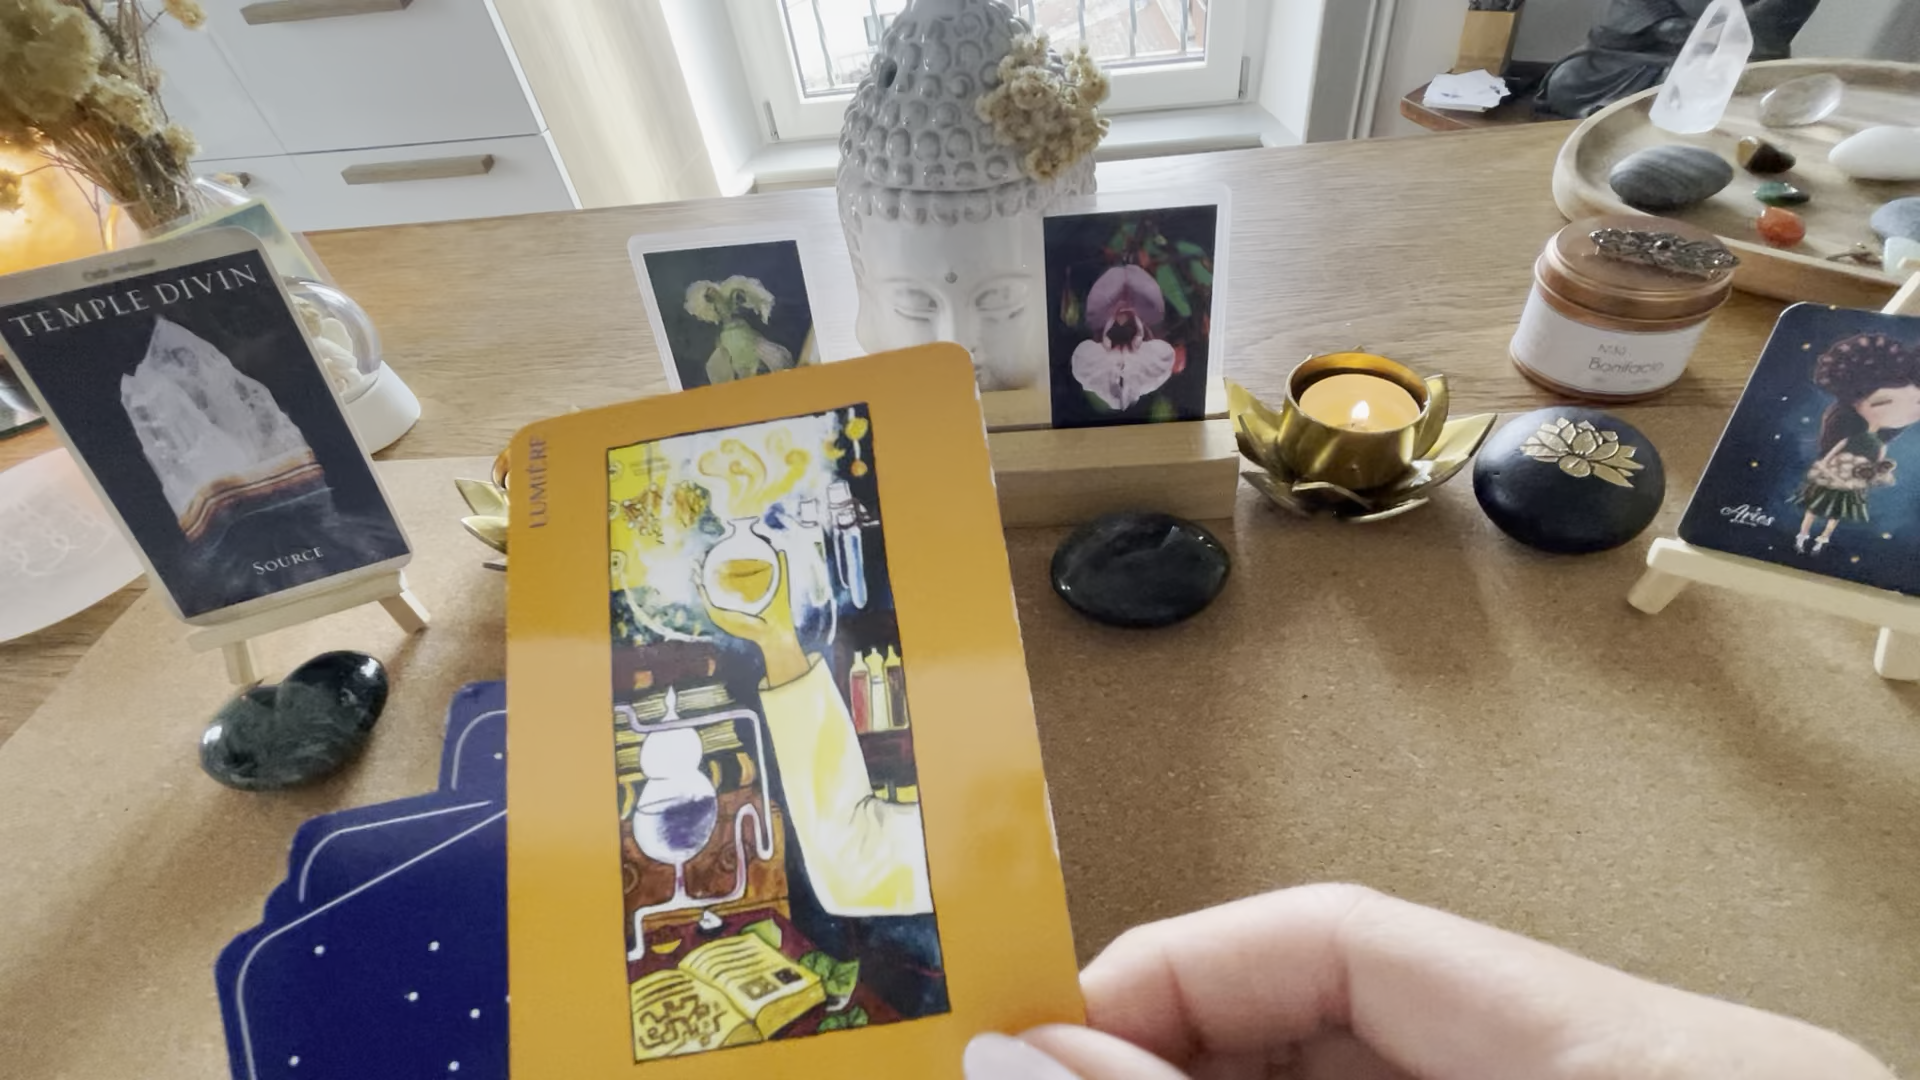 TEMPLE DIVIN
SOURCE
LUMIÈRE
Bonifacio
Aries